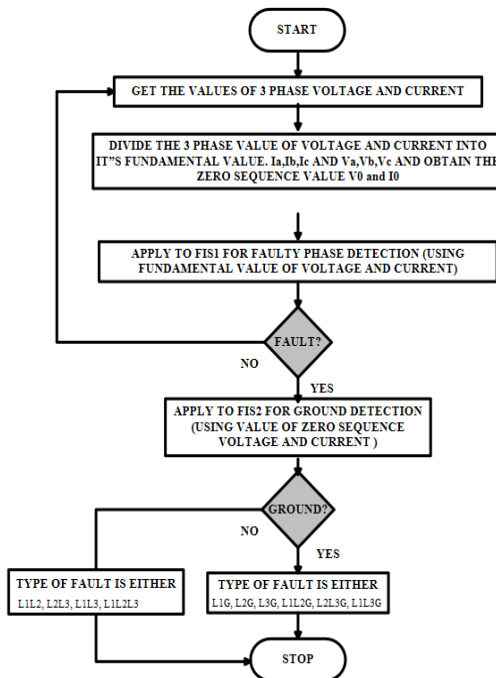 START
GET THE VALUES OF 3 PHASE VOLTAGE AND CURRENT
DIVIDE THE 3 PHASE VALUE OF VOLTAGE AND CURRENT INTO
IT"S FUNDAMENTAL VALUE. Ia,Ib,Ic AND Va,Vb,Vc AND OBTAIN THE
ZERO SEQUENCE VALUE V0 and I0
APPLY TO FIS1 FOR FAULTY PHASE DETECTION (USING
FUNDAMENTAL VALUE OF VOLTAGE AND CURRENT)
FAULT?
NO
YES
APPLY TO FIS2 FOR GROUND DETECTION
(USING VALUE OF ZERO SEQUENCE
VOLTAGE AND CURRENT )
GROUND?
NO
YES
TYPE OF FAULT IS EITHER
L1L2, L2L3, L1L3, L1L2L3
TYPE OF FAULT IS EITHER
L1G, L2G, L3G, L1L2G, L2L3G, L1L3G
STOP